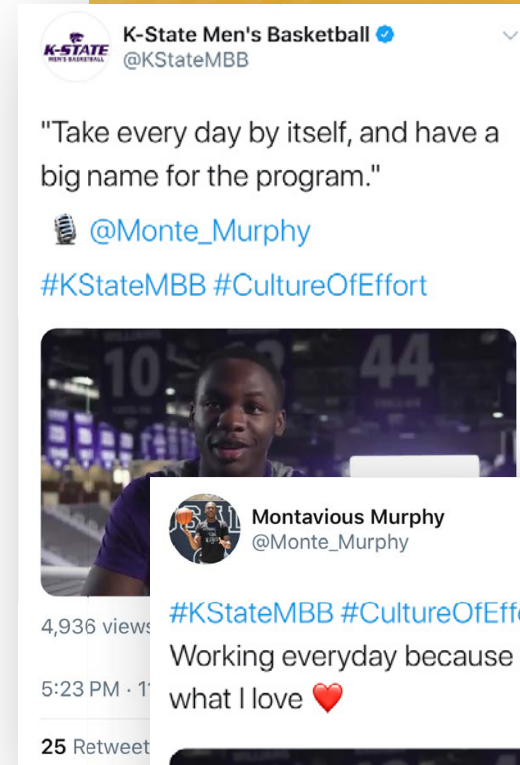 K-STATE
MEN'S BASKETBALL
K-State Men's Basketball
@KStateMBB
"Take every day by itself, and have a
big name for the program."
@Monte_Murphy
#KStateMBB #CultureOfEffort
10
44
4,936 views
5:23 PM · 1
25 Retweet
Montavious Murphy
@Monte_Murphy
#KStateMBB #CultureOfEff
Working everyday because
what I love ❤️